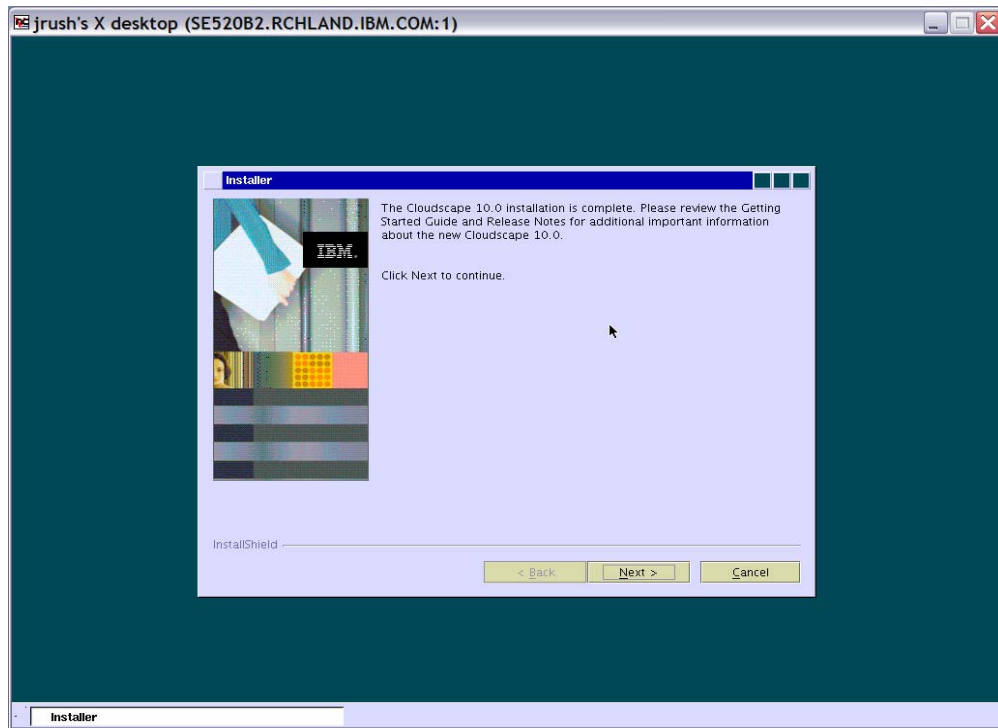 jrush's X desktop (SE520B2.RCHLAND.IBM.COM:1)
Installer
IBM.
The Cloudscape 10.0 installation is complete. Please review the Getting
Started Guide and Release Notes for additional important information
about the new Cloudscape 10.0.
Click Next to continue.
InstallShield
< Back Next > Cancel
Installer